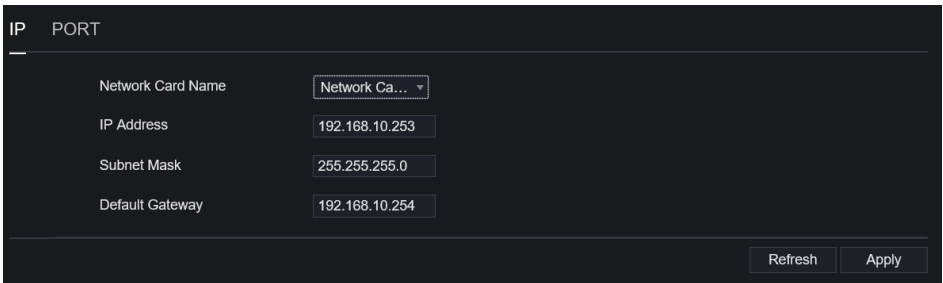 IP PORT
Network Card Name Network Ca...
IP Address 192.168.10.253
Subnet Mask 255.255.255.0
Default Gateway 192.168.10.254
Refresh Apply